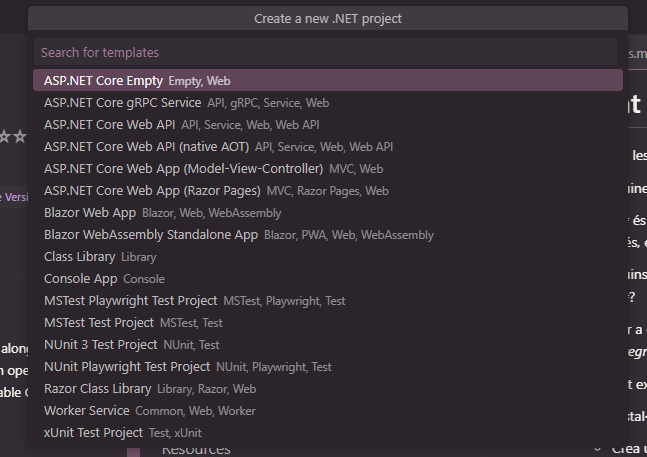 Create a new .NET project
Search for templates
ASP.NET Core Empty Empty, Web
ASP.NET Core gRPC Service API, gRPC, Service, Web
ASP.NET Core Web API API, Service, Web, Web API
ASP.NET Core Web API (native AOT) API, Service, Web, Web API
ASP.NET Core Web App (Model-View-Controller) MVC, Web
ASP.NET Core Web App (Razor Pages) MVC, Razor Pages, Web
Blazor Web App Blazor, Web, WebAssembly
Blazor WebAssembly Standalone App Blazor, PWA, Web, WebAssembly
Class Library Library
Console App Console
MSTest Playwright Test Project MSTest, Playwright, Test
MSTest Test Project MSTest, Test
NUnit 3 Test Project NUnit, Test
NUnit Playwright Test Project NUnit, Playwright, Test
Razor Class Library Library, Razor, Web
Worker Service Common, Web, Worker
xUnit Test Project Test, xUnit
Resources
Crea u